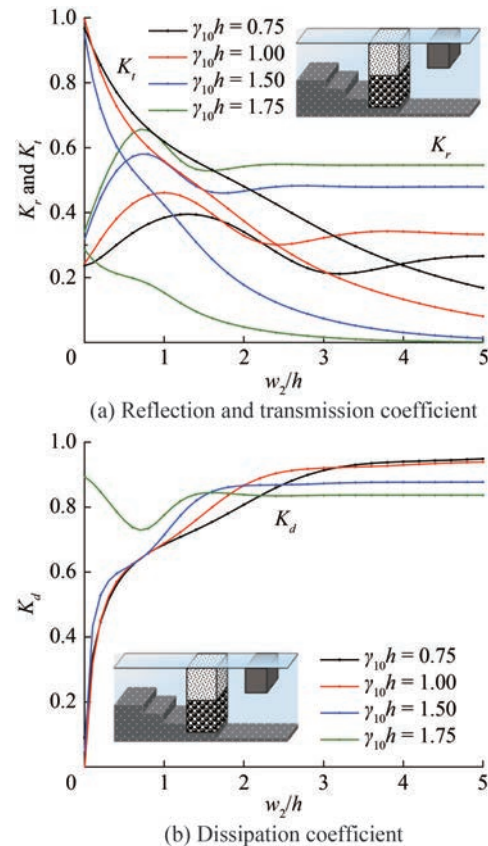 1.0
0.8
0.6
0.4
0.2
0
K_r and K_t
K_t
γ₁₀h = 0.75
γ₁₀h = 1.00
γ₁₀h = 1.50
γ₁₀h = 1.75
K_r
0 1 2 3 4 5
w₂/h
(a) Reflection and transmission coefficient
1.0
0.8
0.6
0.4
0.2
K_d
K_d
γ₁₀h = 0.75
γ₁₀h = 1.00
γ₁₀h = 1.50
γ₁₀h = 1.75
0 1 2 3 4 5
w₂/h
(b) Dissipation coefficient